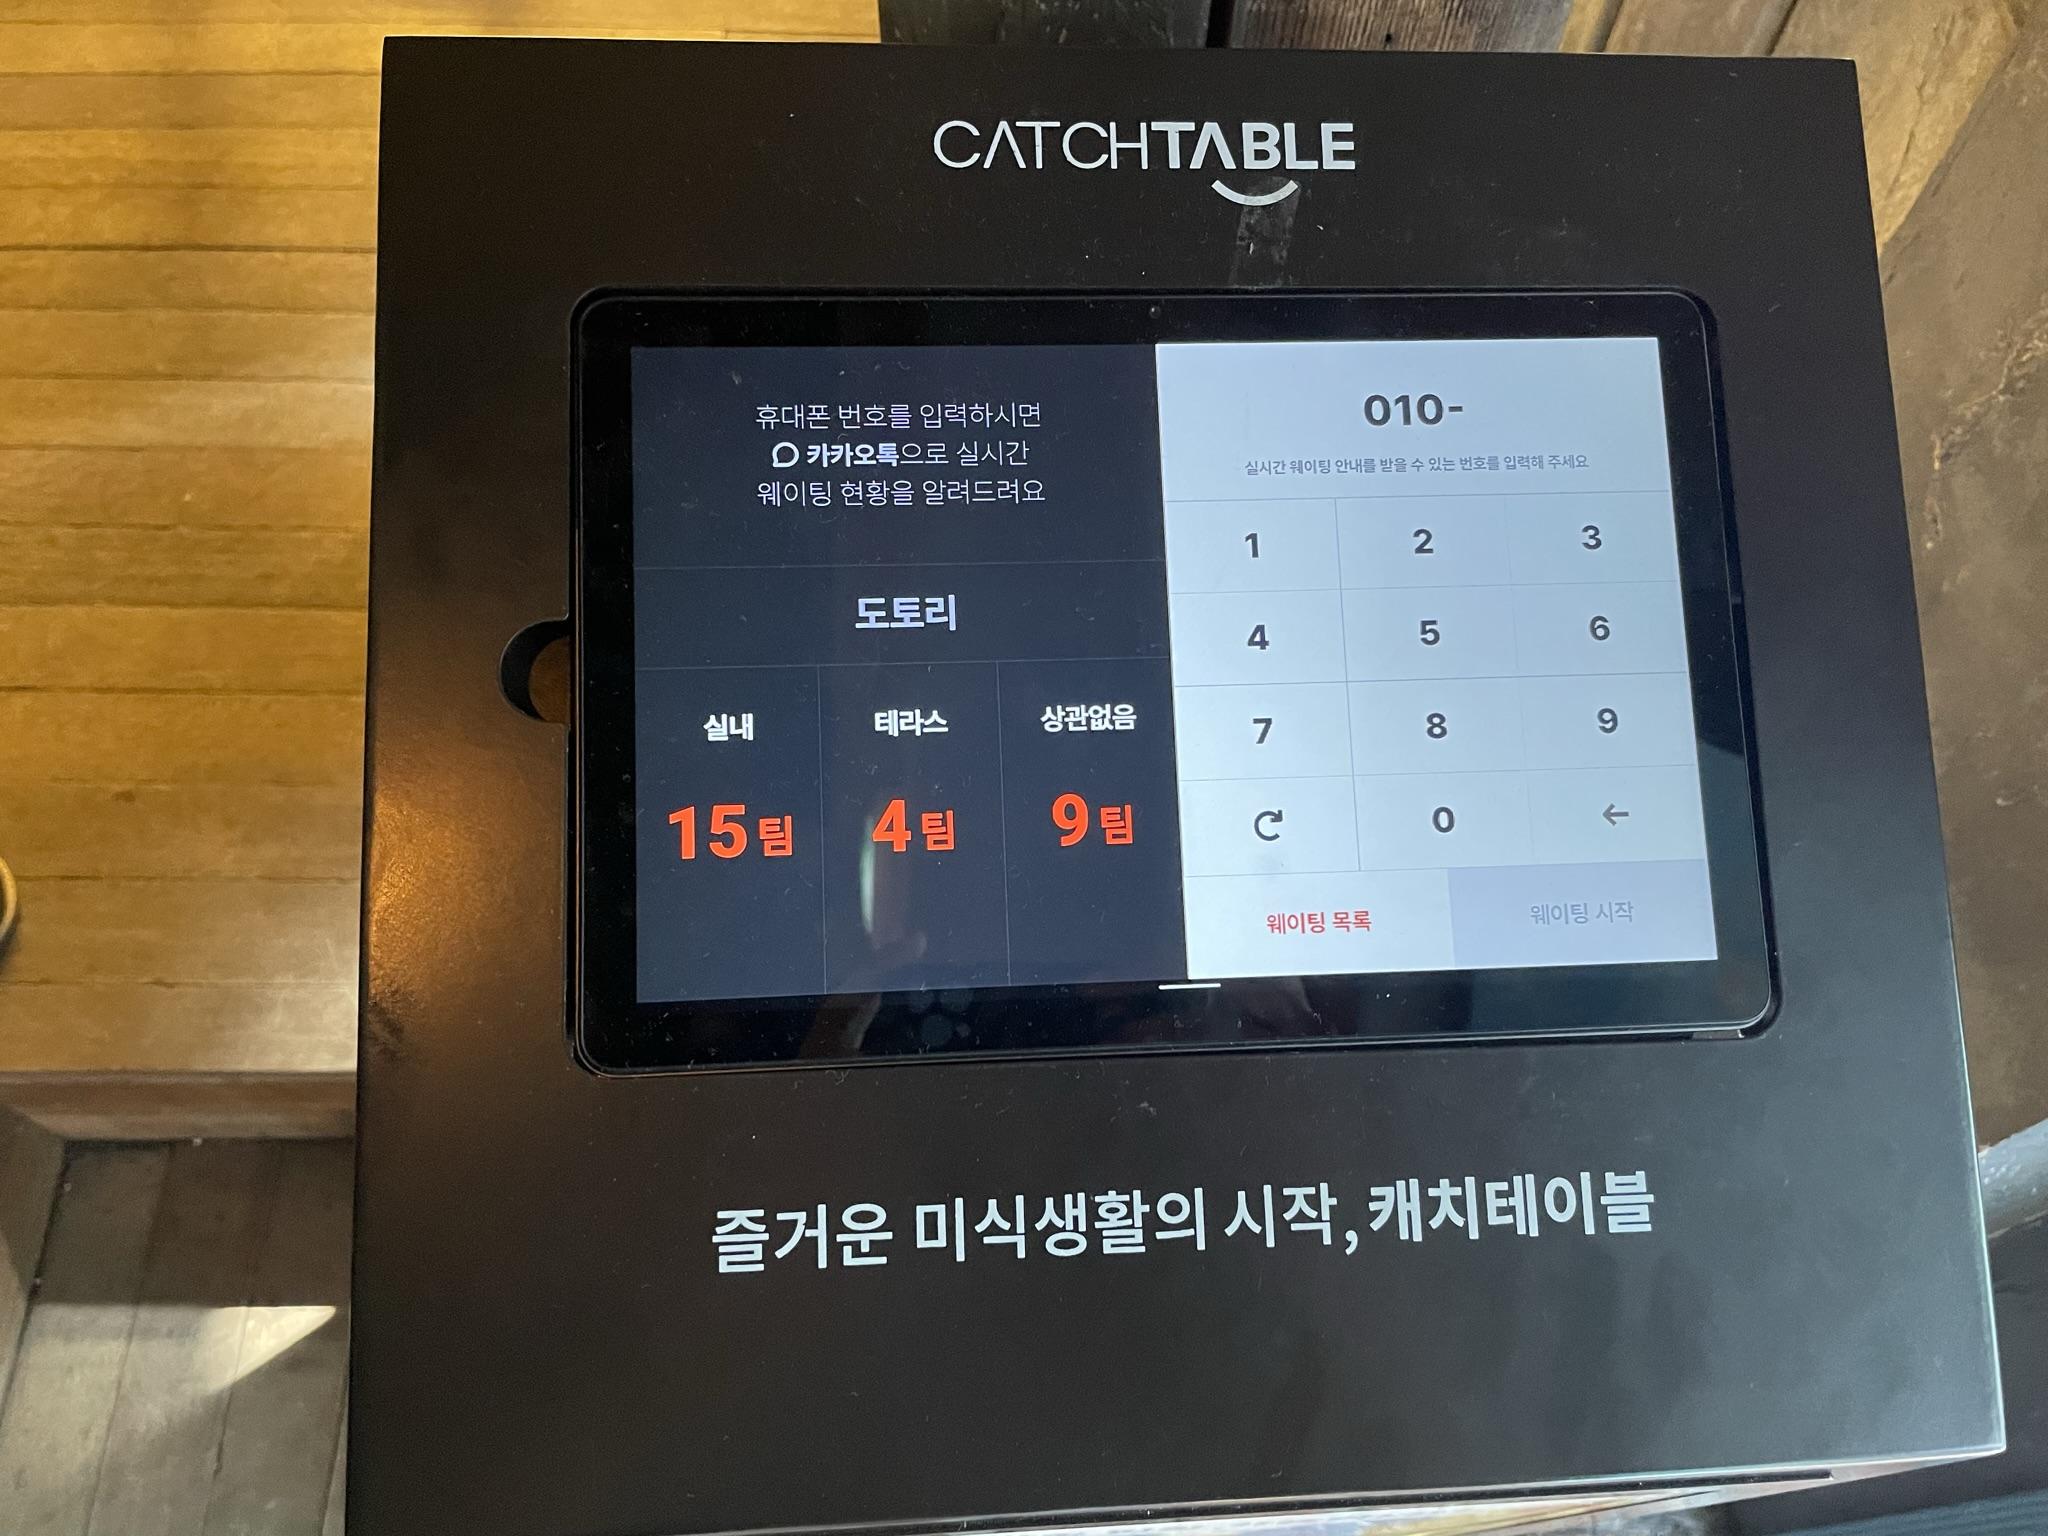 CATCHTABLE
휴대폰 번호를 입력하시면
카카오톡으로 실시간
웨이팅 현황을 알려드려요
도토리
실내 테라스 상관없음
15팀 4팀 9팀
010-
실시간 웨이팅 안내를 받을 수 있는 번호를 입력해 주세요
1 2 3
4 5 6
7 8 9
0
웨이팅 목록 웨이팅 시작
즐거운 미식생활의 시작, 캐치테이블